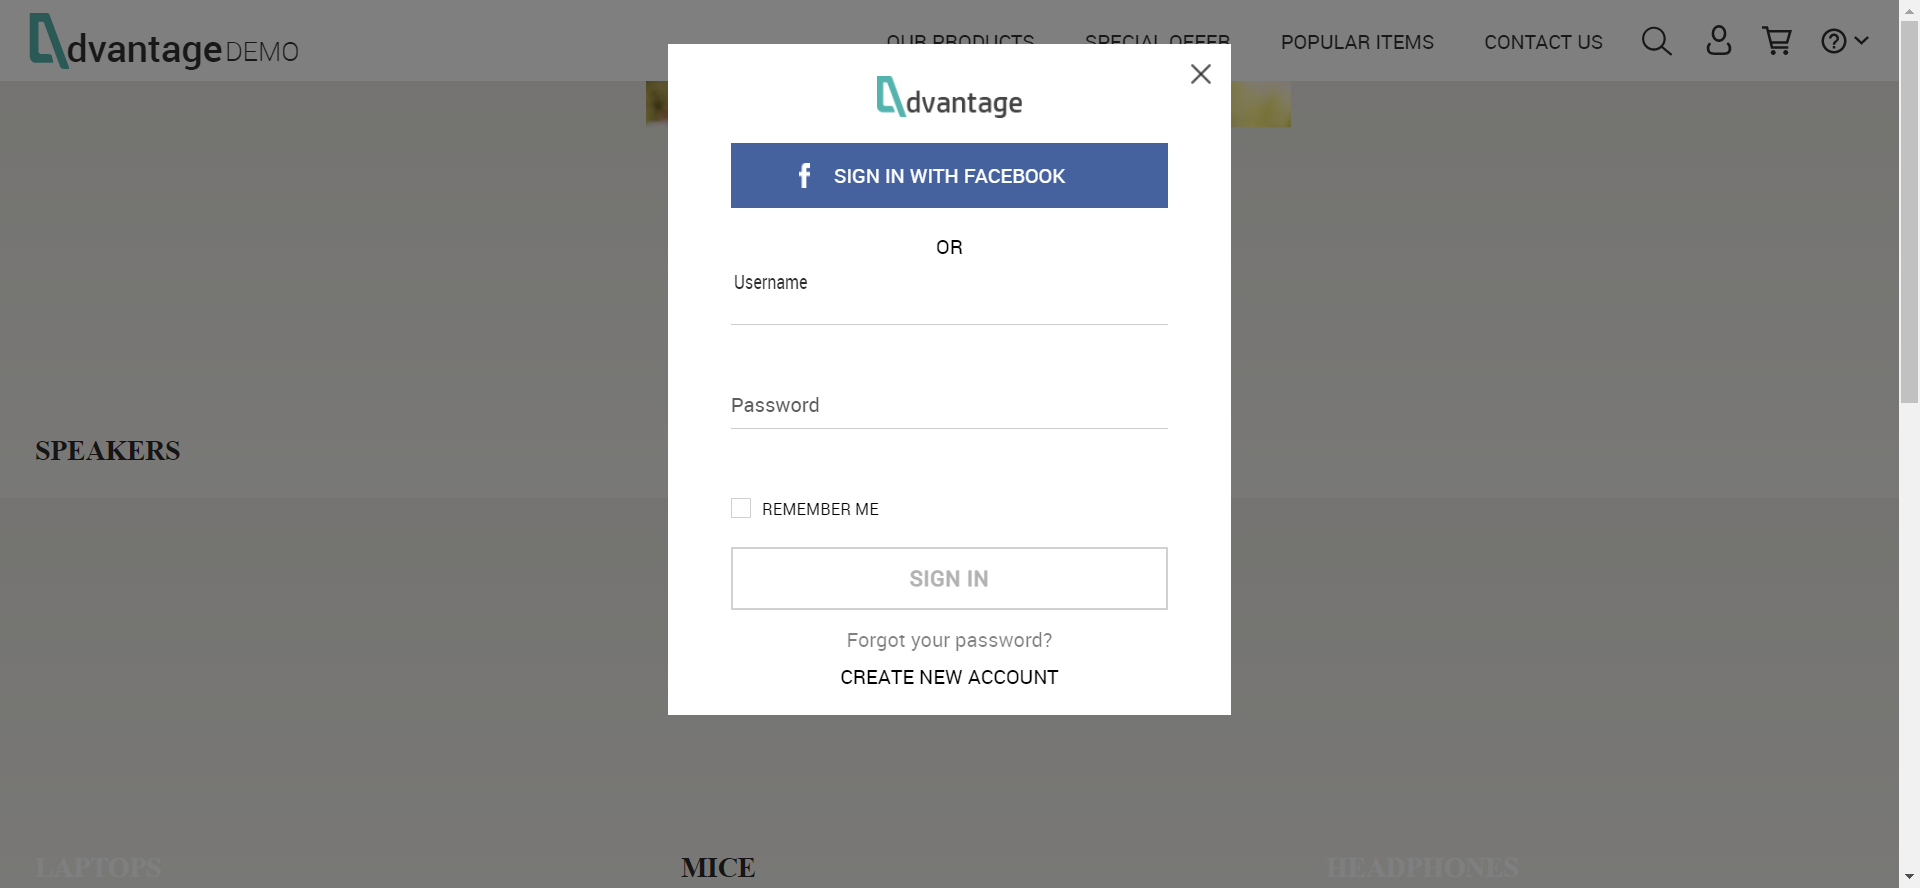 dvantage DEMO
OUR PRODUCTS
SPECIAL OFFER
POPULAR ITEMS
CONTACT US
dvantage
SIGN IN WITH FACEBOOK
OR
Username
Password
REMEMBER ME
SIGN IN
Forgot your password?
CREATE NEW ACCOUNT
SPEAKERS
LAPTOPS
MICE
HEADPHONES